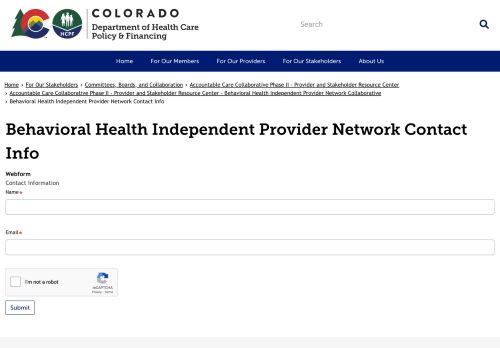 COLORADO
HCPF
Department of Health Care
Policy & Financing
Search
Home
For Our Members
For Our Providers
For Our Stakeholders
About Us
Home › For Our Stakeholders › Committees, Boards, and Collaboration › Accountable Care Collaborative Phase II - Provider and Stakeholder Resource Center
› Accountable Care Collaborative Phase II - Provider and Stakeholder Resource Center - Behavioral Health Independent Provider Network Collaborative
› Behavioral Health Independent Provider Network Contact Info
Behavioral Health Independent Provider Network Contact
Info
Webform
Contact Information
Name*
Email*
I'm not a robot
reCAPTCHA
Privacy - Terms
Submit